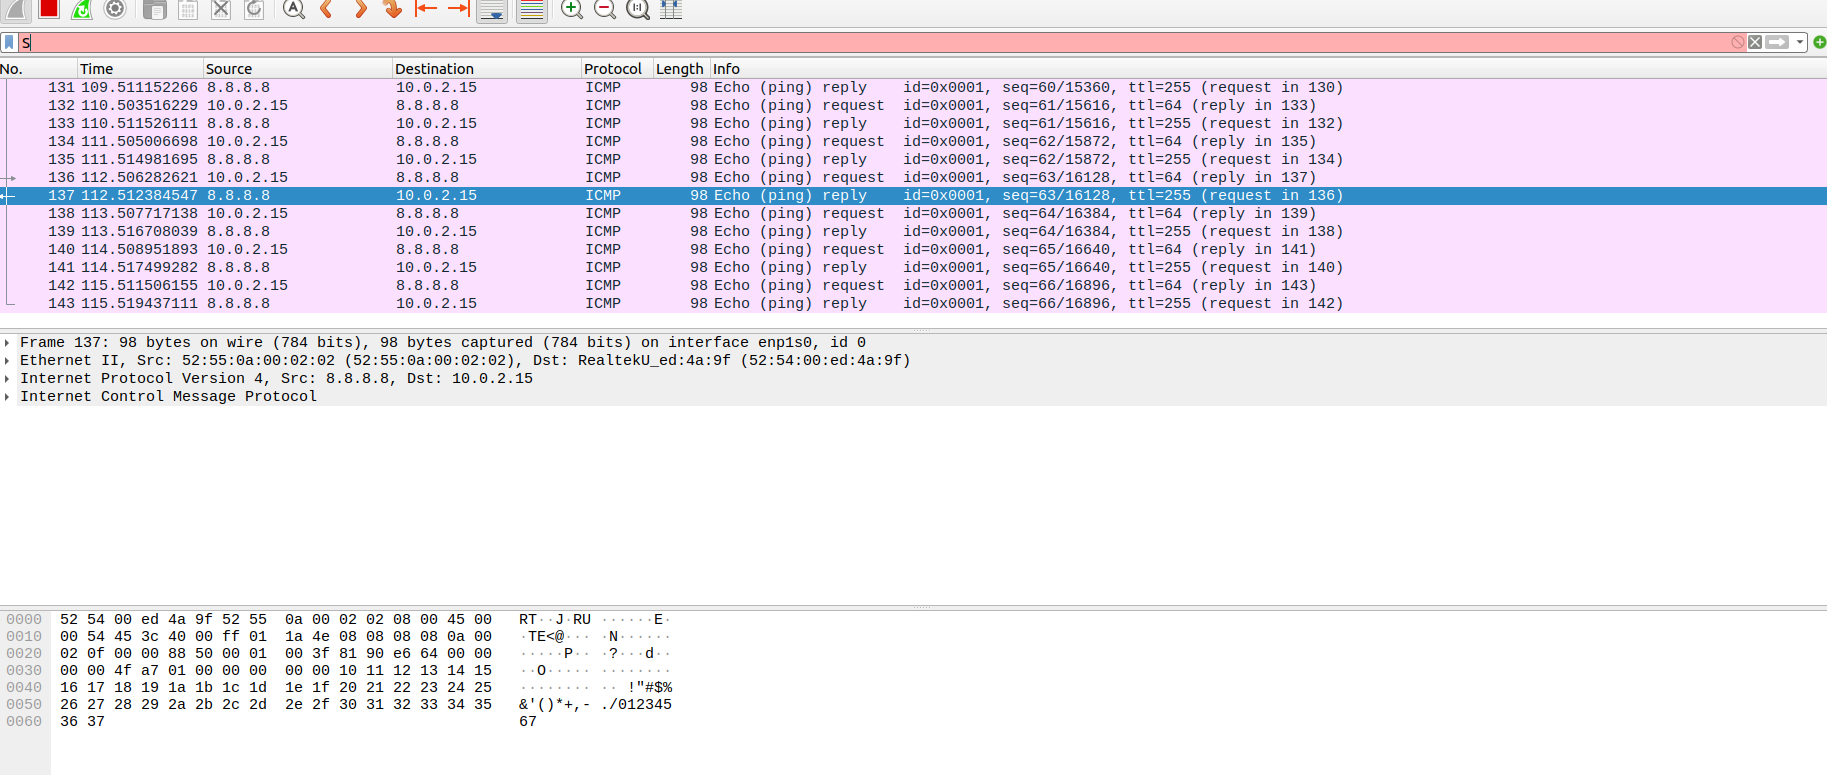 S
No. Time Source Destination Protocol Length Info
131 109.511152266 8.8.8.8 10.0.2.15 ICMP 98 Echo (ping) reply id=0x0001, seq=60/15360, ttl=255 (request in 130)
132 110.503516229 10.0.2.15 8.8.8.8 ICMP 98 Echo (ping) request id=0x0001, seq=61/15616, ttl=64 (reply in 133)
133 110.511526111 8.8.8.8 10.0.2.15 ICMP 98 Echo (ping) reply id=0x0001, seq=61/15616, ttl=255 (request in 132)
134 111.505006698 10.0.2.15 8.8.8.8 ICMP 98 Echo (ping) request id=0x0001, seq=62/15872, ttl=64 (reply in 135)
135 111.514981695 8.8.8.8 10.0.2.15 ICMP 98 Echo (ping) reply id=0x0001, seq=62/15872, ttl=255 (request in 134)
136 112.506282621 10.0.2.15 8.8.8.8 ICMP 98 Echo (ping) request id=0x0001, seq=63/16128, ttl=64 (reply in 137)
137 112.512384547 8.8.8.8 10.0.2.15 ICMP 98 Echo (ping) reply id=0x0001, seq=63/16128, ttl=255 (request in 136)
138 113.507717138 10.0.2.15 8.8.8.8 ICMP 98 Echo (ping) request id=0x0001, seq=64/16384, ttl=64 (reply in 139)
139 113.516708039 8.8.8.8 10.0.2.15 ICMP 98 Echo (ping) reply id=0x0001, seq=64/16384, ttl=255 (request in 138)
140 114.508951893 10.0.2.15 8.8.8.8 ICMP 98 Echo (ping) request id=0x0001, seq=65/16640, ttl=64 (reply in 141)
141 114.517499282 8.8.8.8 10.0.2.15 ICMP 98 Echo (ping) reply id=0x0001, seq=65/16640, ttl=255 (request in 140)
142 115.511506155 10.0.2.15 8.8.8.8 ICMP 98 Echo (ping) request id=0x0001, seq=66/16896, ttl=64 (reply in 143)
143 115.519437111 8.8.8.8 10.0.2.15 ICMP 98 Echo (ping) reply id=0x0001, seq=66/16896, ttl=255 (request in 142)
Frame 137: 98 bytes on wire (784 bits), 98 bytes captured (784 bits) on interface enp1s0, id 0
Ethernet II, Src: 52:55:0a:00:02:02 (52:55:0a:00:02:02), Dst: RealtekU_ed:4a:9f (52:54:00:ed:4a:9f)
Internet Protocol Version 4, Src: 8.8.8.8, Dst: 10.0.2.15
Internet Control Message Protocol
0000 52 54 00 ed 4a 9f 52 55 0a 00 02 02 08 00 45 00 RT··J·RU ······E·
0010 00 54 45 3c 40 00 ff 01 1a 4e 08 08 08 08 0a 00 ·TE<@··· ·N······
0020 02 0f 00 00 88 50 00 01 00 3f 81 90 e6 64 00 00 ·····P·· ·?···d··
0030 00 00 4f a7 01 00 00 00 00 00 10 11 12 13 14 15 ··O····· ········
0040 16 17 18 19 1a 1b 1c 1d 1e 1f 20 21 22 23 24 25 ········ ·· !"#$%
0050 26 27 28 29 2a 2b 2c 2d 2e 2f 30 31 32 33 34 35 &'()*+,- ./012345
0060 36 37 67